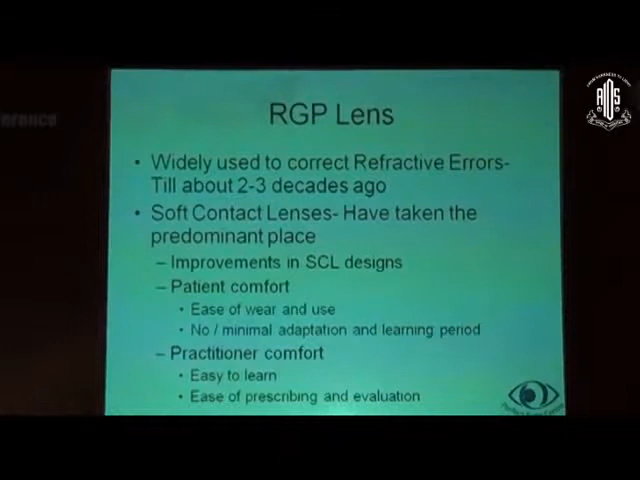 RGP Lens
• Widely used to correct Refractive Errors-
Till about 2-3 decades ago
• Soft Contact Lenses- Have taken the
predominant place
– Improvements in SCL designs
– Patient comfort
• Ease of wear and use
• No / minimal adaptation and learning period
– Practitioner comfort
• Easy to learn
• Ease of prescribing and evaluation
AIOS